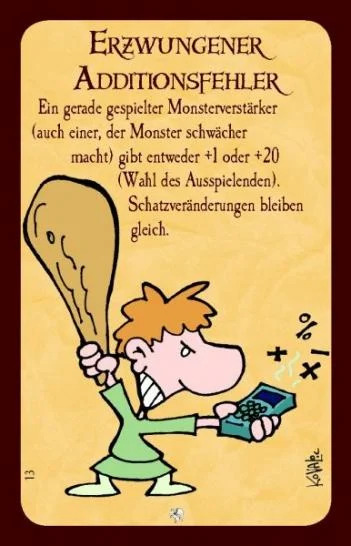 Erzwungener
Additionsfehler
Ein gerade gespielter Monsterverstärker
(auch einer, der Monster schwächer
macht) gibt entweder +1 oder +20
(Wahl des Ausspielenden).
Schatzveränderungen bleiben
gleich.
% + - x
13
Kovalic